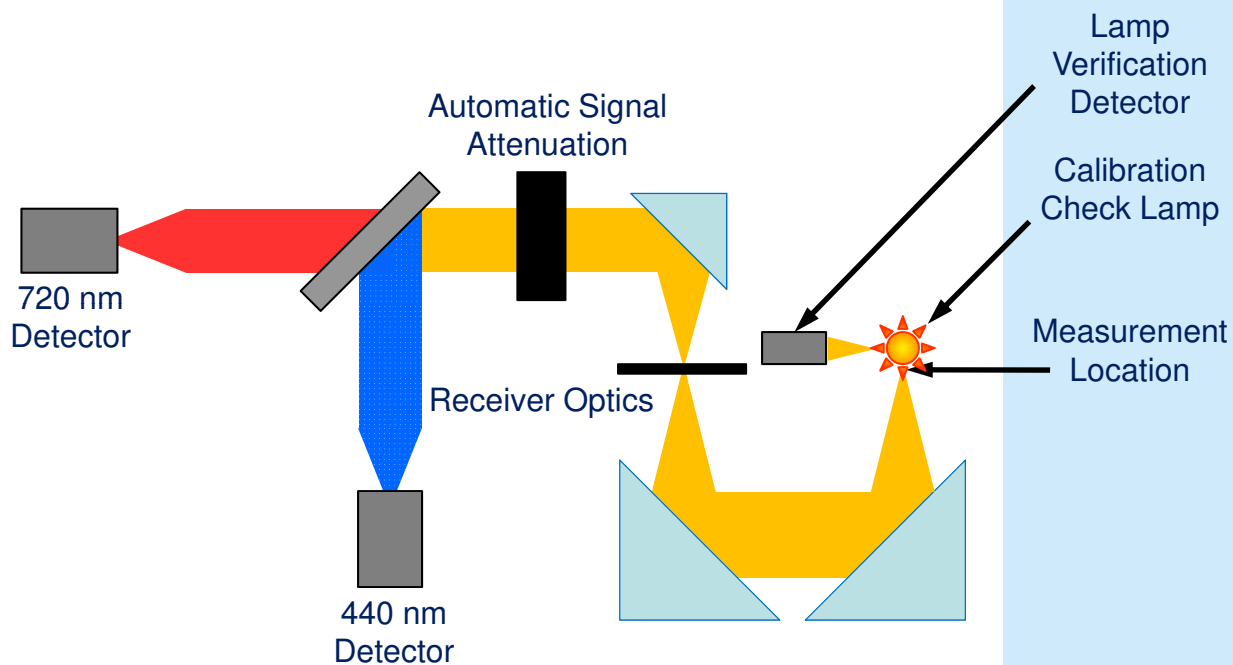 Lamp
Verification
Detector
Automatic Signal
Attenuation
Calibration
Check Lamp
720 nm
Detector
Measurement
Location
Receiver Optics
440 nm
Detector